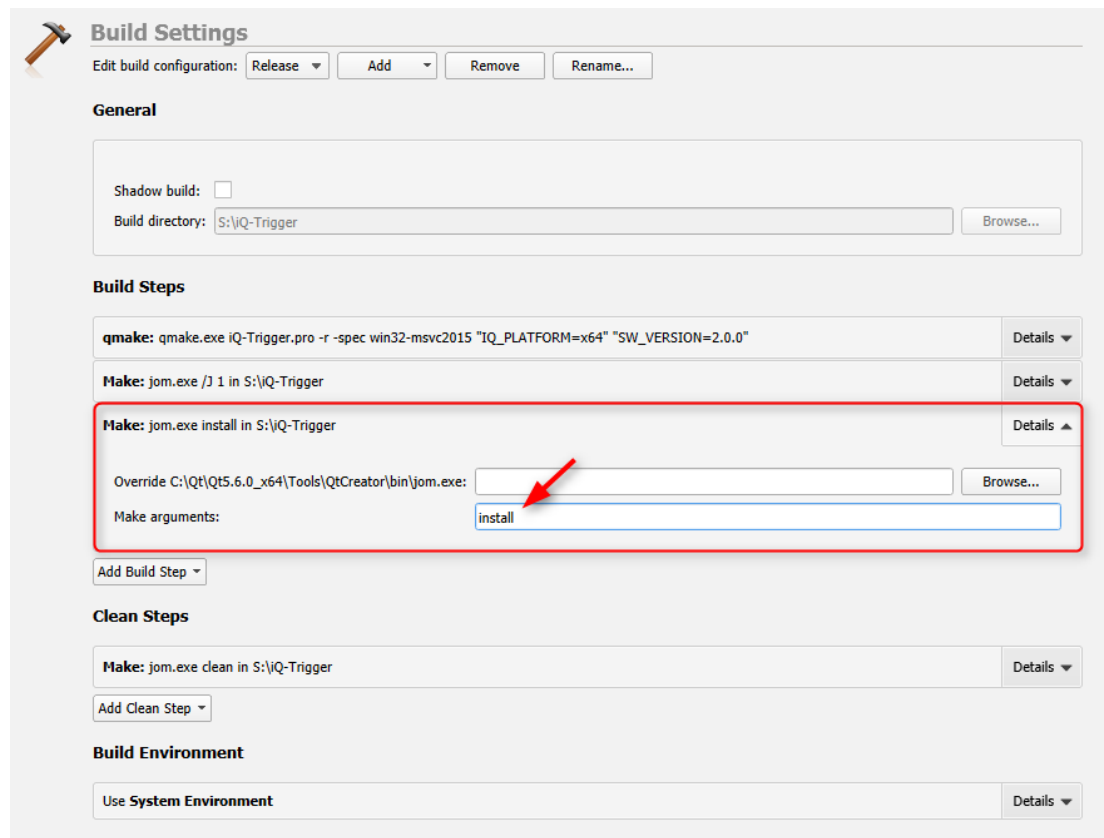 Build Settings
Edit build configuration: Release Add Remove Rename...
General
Shadow build:
Build directory: S:\iQ-Trigger Browse...
Build Steps
qmake: qmake.exe iQ-Trigger.pro -r -spec win32-msvc2015 "IQ_PLATFORM=x64" "SW_VERSION=2.0.0" Details
Make: jom.exe /J 1 in S:\iQ-Trigger Details
Make: jom.exe install in S:\iQ-Trigger Details
Override C:\Qt\Qt5.6.0_x64\Tools\QtCreator\bin\jom.exe: Browse...
Make arguments: install
Add Build Step
Clean Steps
Make: jom.exe clean in S:\iQ-Trigger Details
Add Clean Step
Build Environment
Use System Environment Details